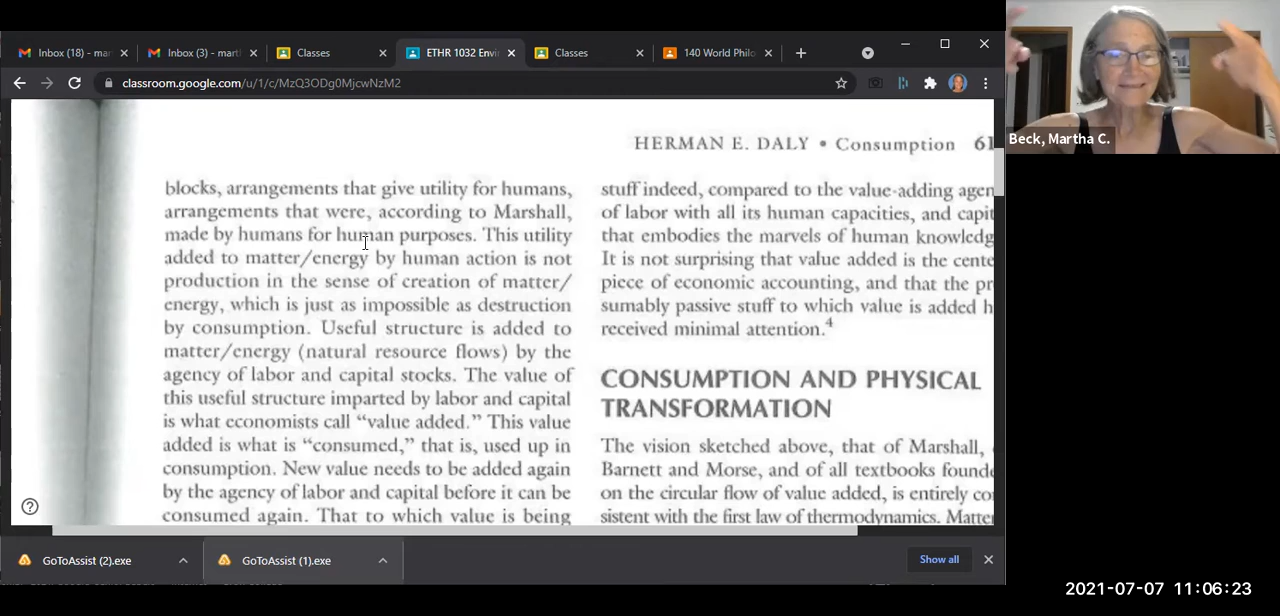 Inbox (18) - mar
Inbox (3) - mart
Classes
ETHR 1032 Envi
Classes
140 World Philo
classroom.google.com/u/1/c/MzQ3ODg0MjcwNzM2
Beck, Martha C.
HERMAN E. DALY • Consumption 61
blocks, arrangements that give utility for humans,
arrangements that were, according to Marshall,
made by humans for human purposes. This utility
added to matter/energy by human action is not
production in the sense of creation of matter/
energy, which is just as impossible as destruction
by consumption. Useful structure is added to
matter/energy (natural resource flows) by the
agency of labor and capital stocks. The value of
this useful structure imparted by labor and capital
is what economists call “value added.” This value
added is what is “consumed,” that is, used up in
consumption. New value needs to be added again
by the agency of labor and capital before it can be
consumed again. That to which value is being
stuff indeed, compared to the value-adding agen
of labor with all its human capacities, and capit
that embodies the marvels of human knowledg
It is not surprising that value added is the cente
piece of economic accounting, and that the pr
sumably passive stuff to which value is added h
received minimal attention.4
CONSUMPTION AND PHYSICAL
TRANSFORMATION
The vision sketched above, that of Marshall,
Barnett and Morse, and of all textbooks founde
on the circular flow of value added, is entirely co
sistent with the first law of thermodynamics. Matter
GoToAssist (2).exe
GoToAssist (1).exe
Show all
2021-07-07 11:06:23